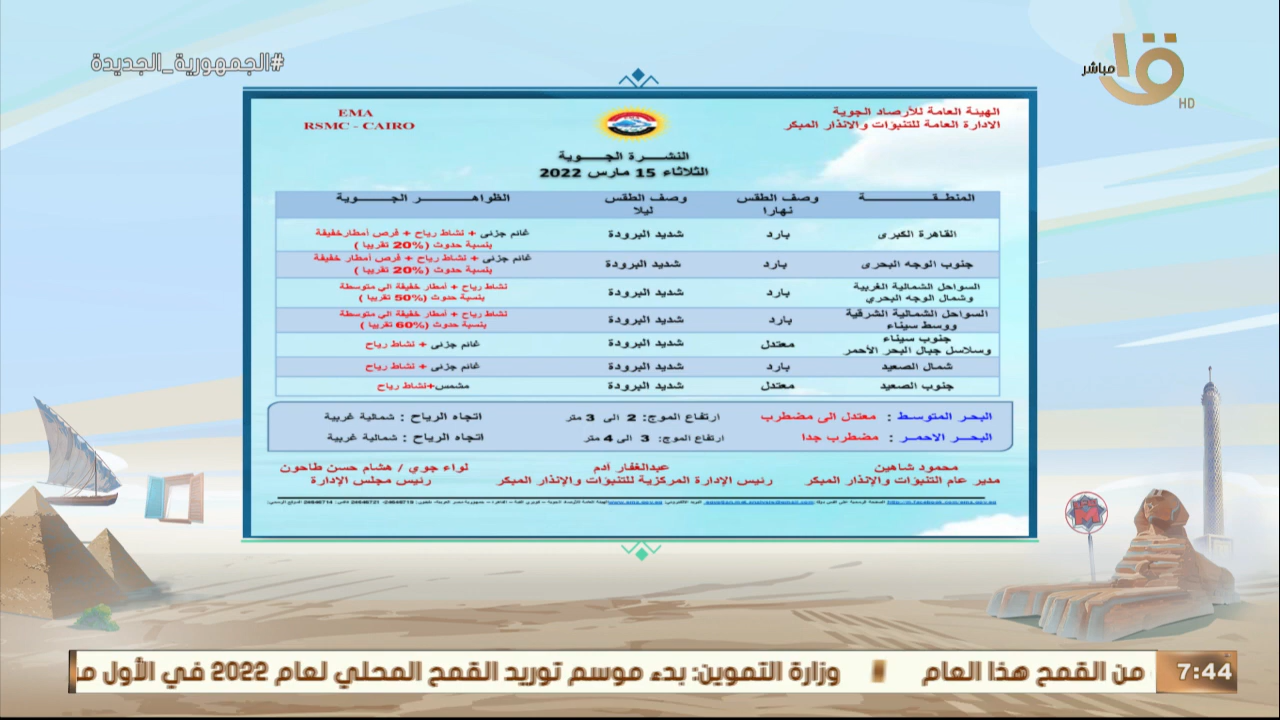 #الجمهورية_الجديدة
مباشر
HD
EMA
RSMC - CAIRO
الهيئة العامة للأرصاد الجوية
الادارة العامة للتنبؤات والانذار المبكر
النشرة الجوية
الثلاثاء 15 مارس 2022
المنطقة وصف الطقس نهارا وصف الطقس ليلا الظواهر الجوية
القاهرة الكبرى بارد شديد البرودة غائم جزئى + نشاط رياح + فرص أمطار خفيفة
بنسبة حدوث (20% تقريبا )
جنوب الوجه البحرى بارد شديد البرودة غائم جزئى + نشاط رياح + فرص أمطار خفيفة
بنسبة حدوث (20% تقريبا )
السواحل الشمالية الغربية وشمال الوجه البحري بارد شديد البرودة نشاط رياح + أمطار خفيفة الي متوسطة
بنسبة حدوث (50% تقريبا )
السواحل الشمالية الشرقية ووسط سيناء بارد شديد البرودة نشاط رياح + أمطار خفيفة الي متوسطة
بنسبة حدوث (60% تقريبا )
جنوب سيناء وسلاسل جبال البحر الأحمر معتدل شديد البرودة غائم جزئى + نشاط رياح
شمال الصعيد بارد شديد البرودة غائم جزئى + نشاط رياح
جنوب الصعيد معتدل شديد البرودة مشمس+نشاط رياح
البحر المتوسط : معتدل الى مضطرب ارتفاع الموج: 2 الى 3 متر اتجاه الرياح : شمالية غربية
البحر الاحمر : مضطرب جدا ارتفاع الموج: 3 الى 4 متر اتجاه الرياح : شمالية غربية
محمود شاهين
مدير عام التنبؤات والإنذار المبكر
عبدالغفار أدم
رئيس الإدارة المركزية للتنبؤات والإنذار المبكر
لواء جوي / هشام حسن طاحون
رئيس مجلس الإدارة
M
7:44
من القمح هذا العام وزارة التموين: بدء موسم توريد القمح المحلي لعام 2022 في الأول